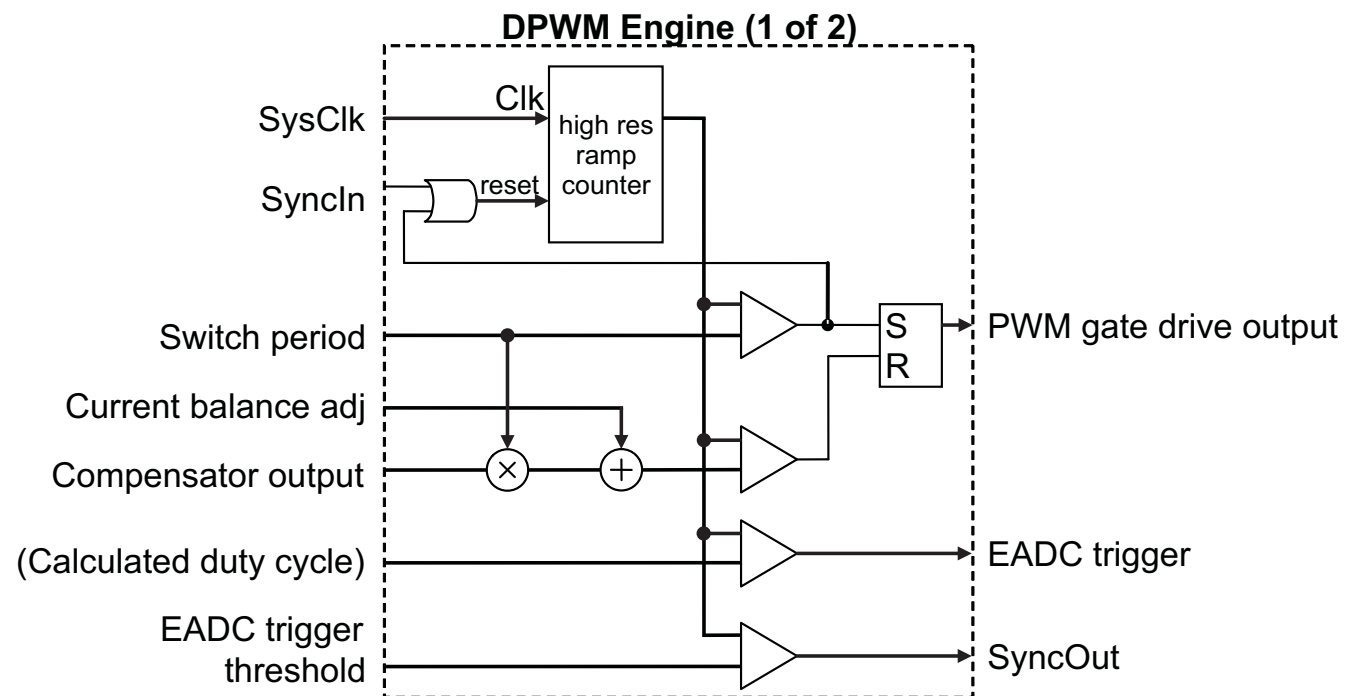 DPWM Engine (1 of 2)
SysClk
Clk
high res
ramp
counter
SyncIn
reset
Switch period
S
R
PWM gate drive output
Current balance adj
Compensator output
(Calculated duty cycle)
EADC trigger
EADC trigger
threshold
SyncOut